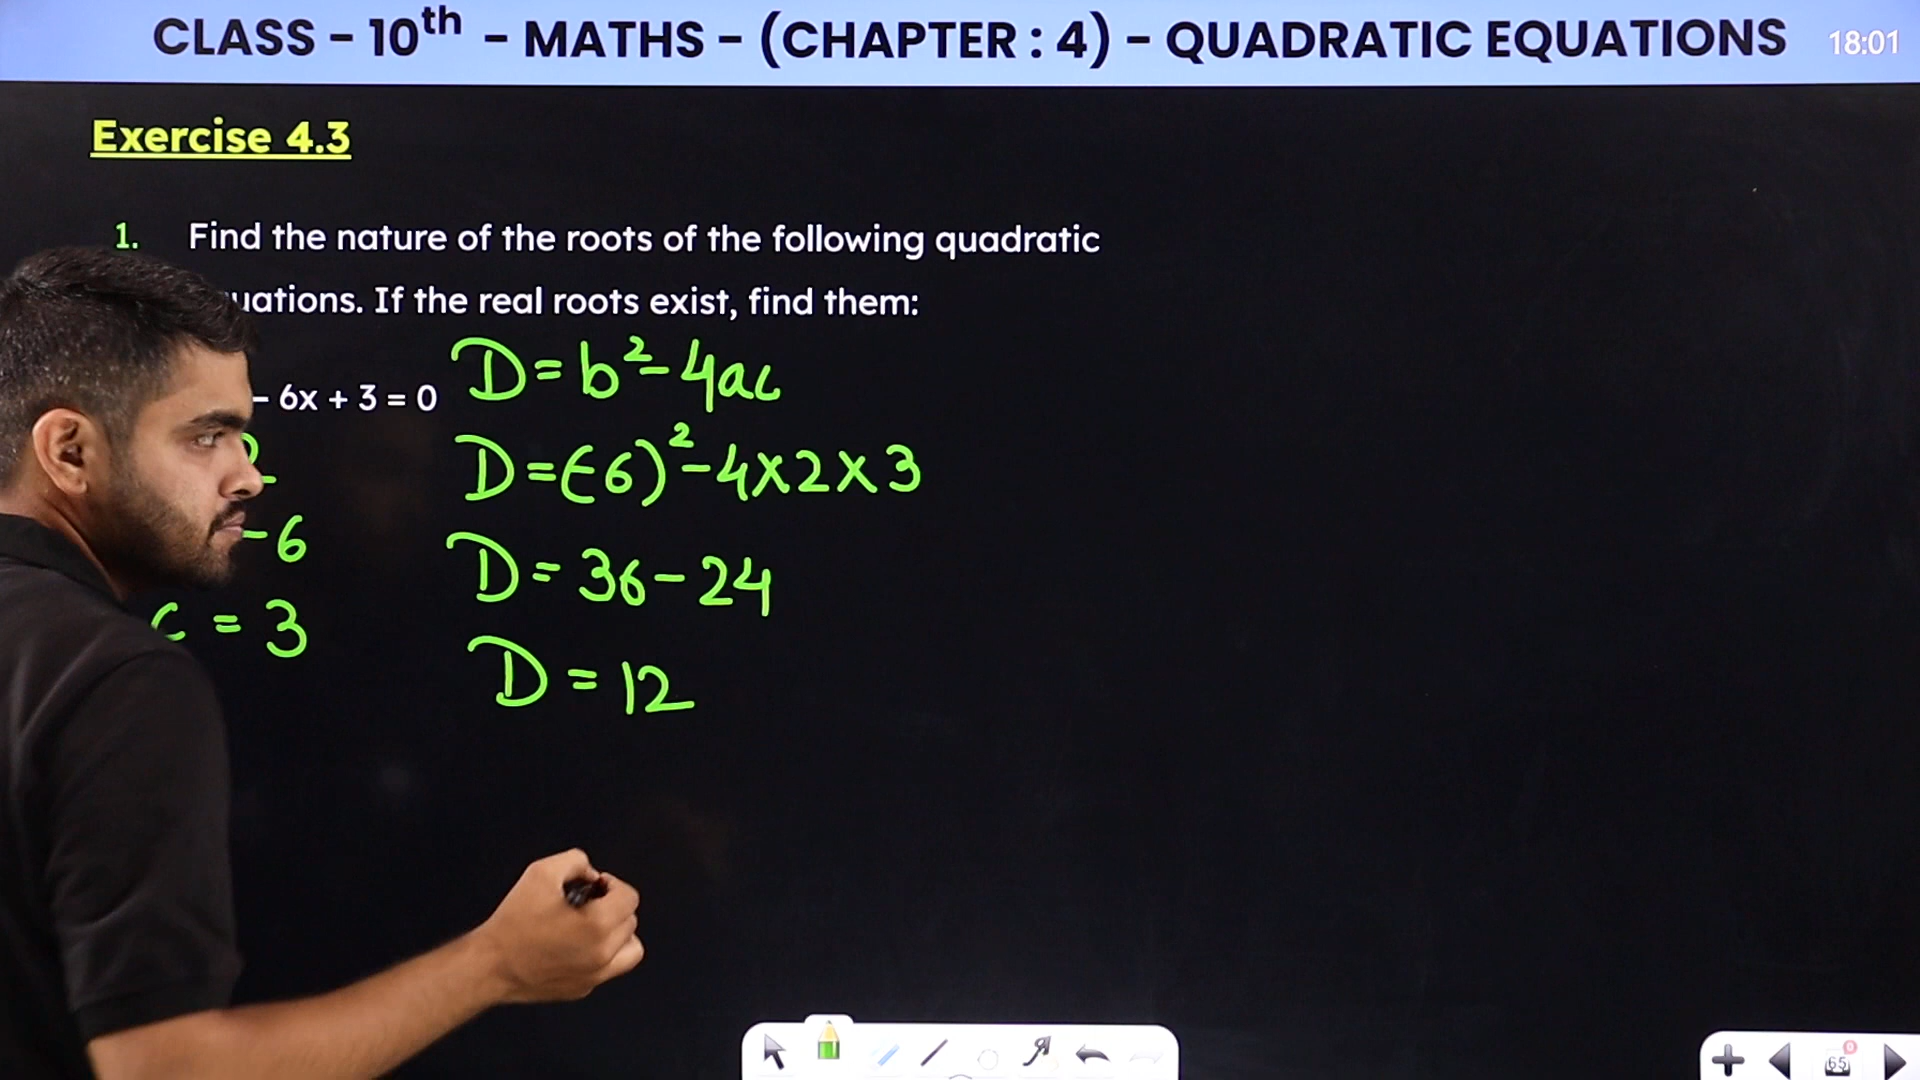 CLASS - 10th - MATHS - (CHAPTER : 4) - QUADRATIC EQUATIONS 18:01
Exercise 4.3
1. Find the nature of the roots of the following quadratic
uations. If the real roots exist, find them:
- 6x + 3 = 0
-6
c = 3
D = b² - 4ac
D = (-6)² - 4 x 2 x 3
D = 36 - 24
D = 12
65
0